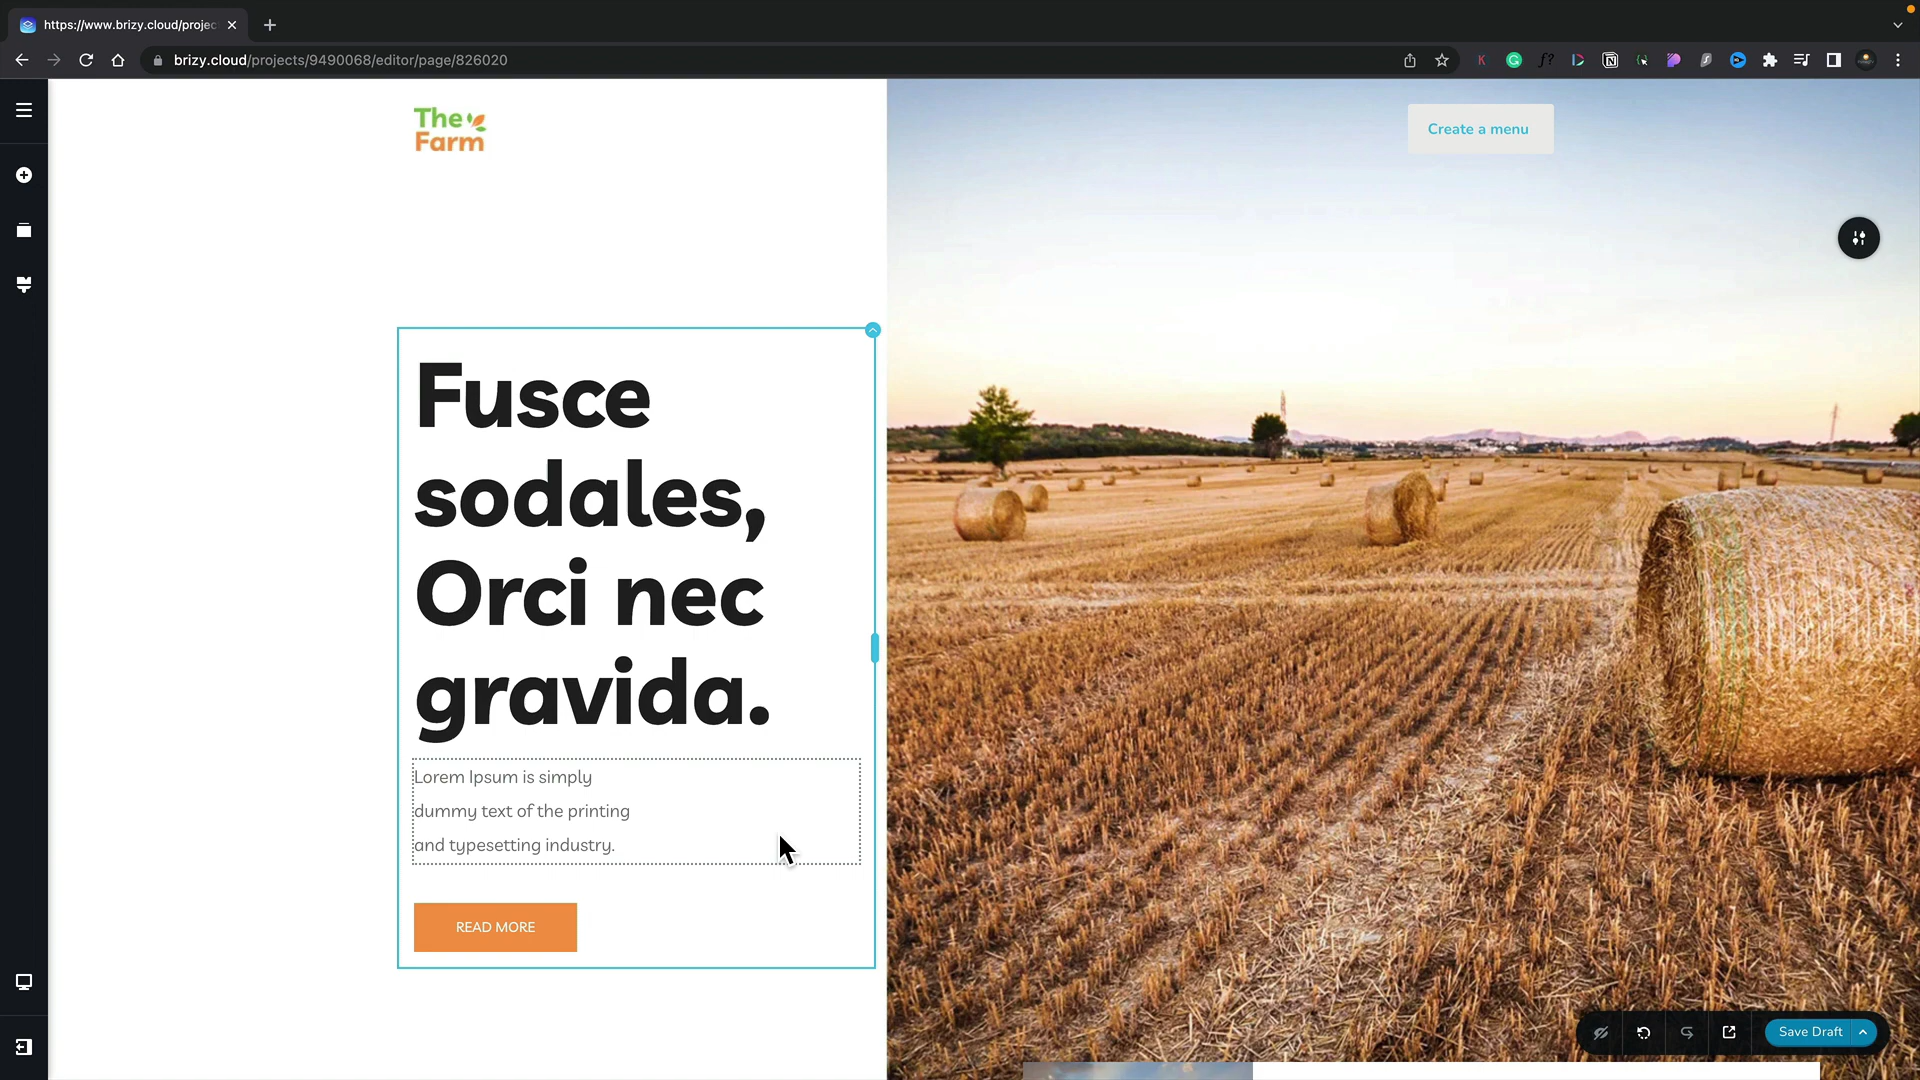 https://www.brizy.cloud/projec
brizy.cloud/projects/9490068/editor/page/826020
The
Farm
Create a menu
Fusce
sodales,
Orci nec
gravida.
Lorem Ipsum is simply
dummy text of the printing
and typesetting industry.
READ MORE
Save Draft